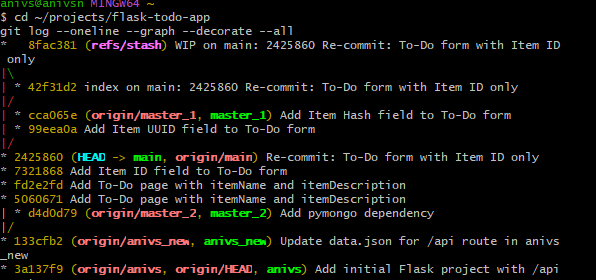 anivs@anivsn MINGW64 ~
$ cd ~/projects/flask-todo-app
git log --oneline --graph --decorate --all
*   8fac381 (refs/stash) WIP on main: 2425860 Re-commit: To-Do form with Item ID
 only
|\
| * 42f31d2 index on main: 2425860 Re-commit: To-Do form with Item ID only
|/
| * cca065e (origin/master_1, master_1) Add Item Hash field to To-Do form
| * 99eea0a Add Item UUID field to To-Do form
|/
* 2425860 (HEAD -> main, origin/main) Re-commit: To-Do form with Item ID only
* 7321868 Add Item ID field to To-Do form
* fd2e2fd Add To-Do page with itemName and itemDescription
* 5060671 Add To-Do page with itemName and itemDescription
| * d4d0d79 (origin/master_2, master_2) Add pymongo dependency
|/
* 133cfb2 (origin/anivs_new, anivs_new) Update data.json for /api route in anivs
_new
* 3a137f9 (origin/anivs, origin/HEAD, anivs) Add initial Flask project with /api